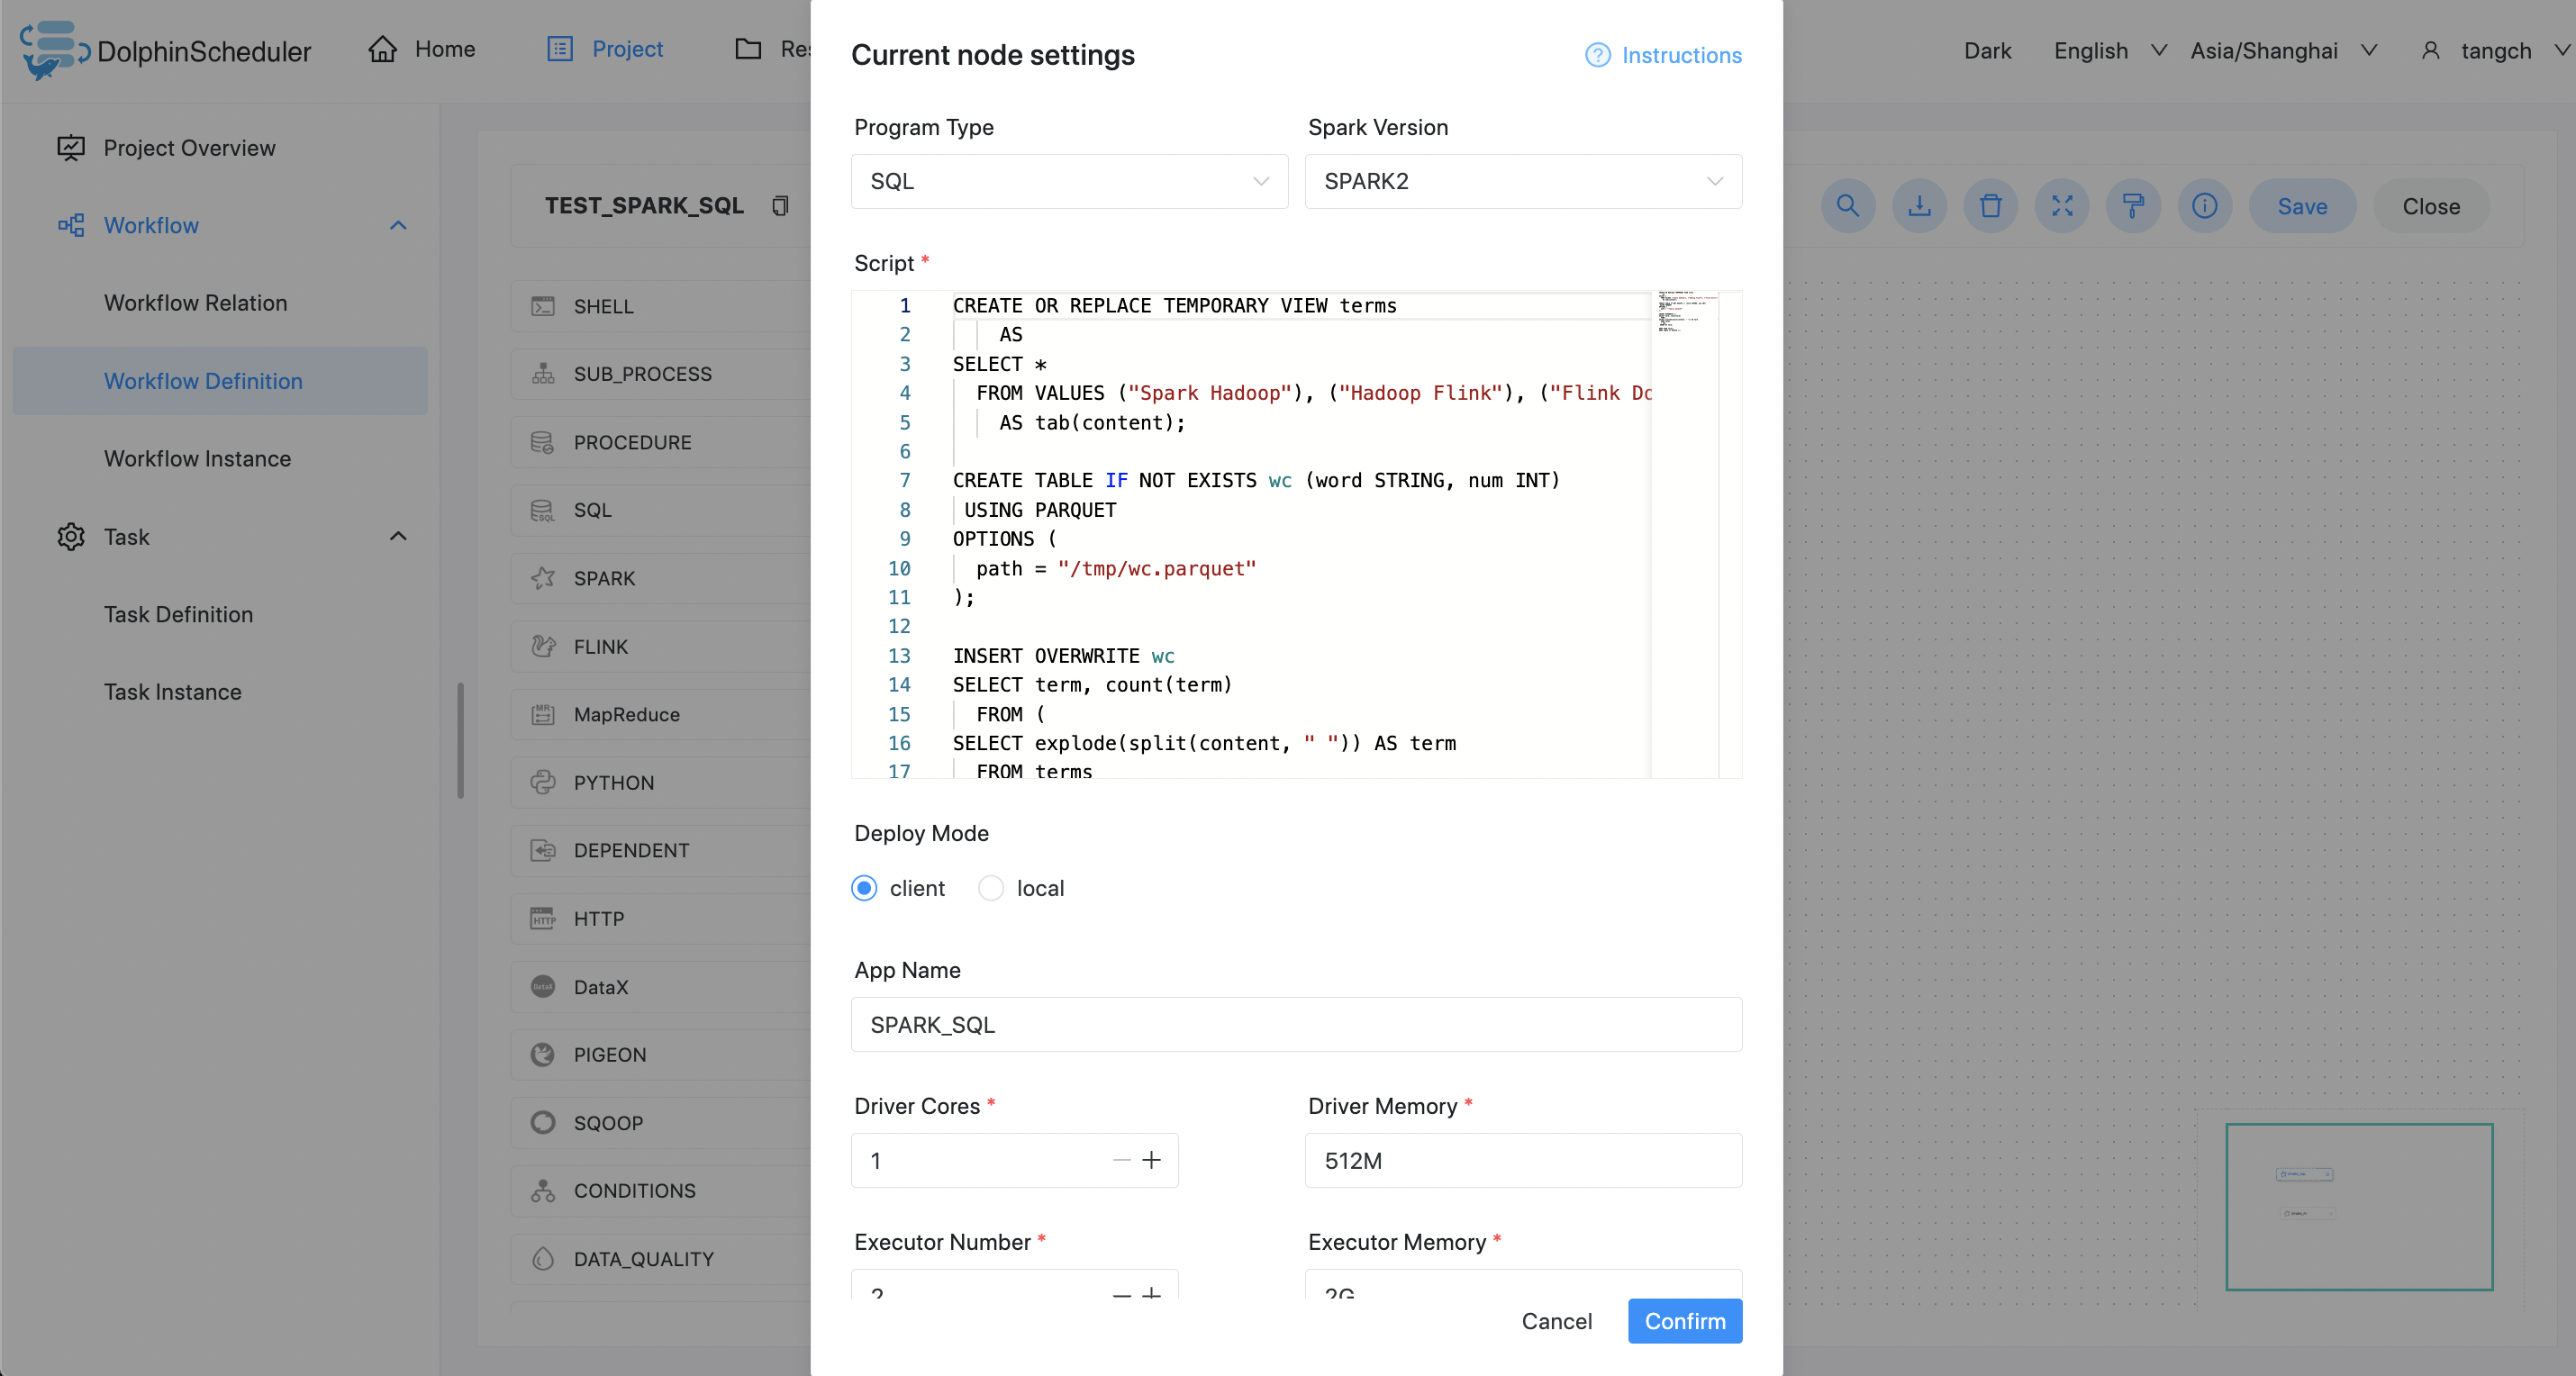 DolphinScheduler
Home
Project
Dark
English
Asia/Shanghai
tangch
Project Overview
Workflow
Workflow Relation
Workflow Definition
Workflow Instance
Task
Task Definition
Task Instance
TEST_SPARK_SQL
Save
Close
SHELL
SUB_PROCESS
PROCEDURE
SQL
SPARK
FLINK
MapReduce
PYTHON
DEPENDENT
HTTP
DataX
PIGEON
SQOOP
CONDITIONS
DATA_QUALITY
Current node settings
Instructions
Program Type
Spark Version
SQL
SPARK2
Script *
1 CREATE OR REPLACE TEMPORARY VIEW terms
2 AS
3 SELECT *
4 FROM VALUES ("Spark Hadoop"), ("Hadoop Flink"), ("Flink
5 AS tab(content);
6
7 CREATE TABLE IF NOT EXISTS wc (word STRING, num INT)
8 USING PARQUET
9 OPTIONS (
10 path = "/tmp/wc.parquet"
11 );
12
13 INSERT OVERWRITE wc
14 SELECT term, count(term)
15 FROM (
16 SELECT explode(split(content, " ")) AS term
17 FROM terms
Deploy Mode
client
local
App Name
SPARK_SQL
Driver Cores *
Driver Memory *
1
512M
Executor Number *
Executor Memory *
2
2G
Cancel
Confirm